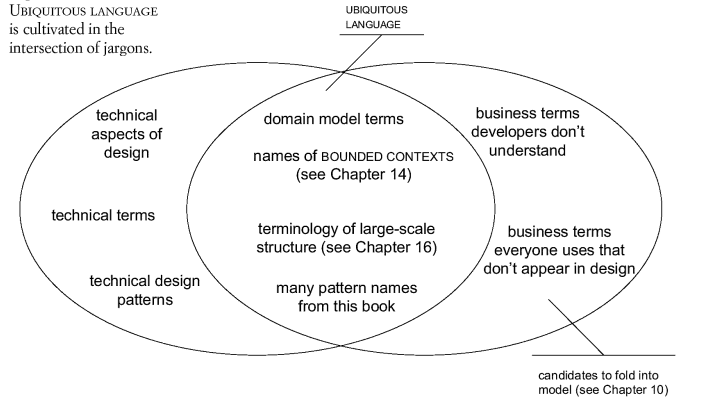 UBIQUITOUS LANGUAGE
is cultivated in the
intersection of jargons.
UBIQUITOUS
LANGUAGE
technical
aspects of
design
technical terms
technical design
patterns
domain model terms
names of BOUNDED CONTEXTS
(see Chapter 14)
terminology of large-scale
structure (see Chapter 16)
many pattern names
from this book
business terms
developers don't
understand
business terms
everyone uses that
don't appear in design
candidates to fold into
model (see Chapter 10)